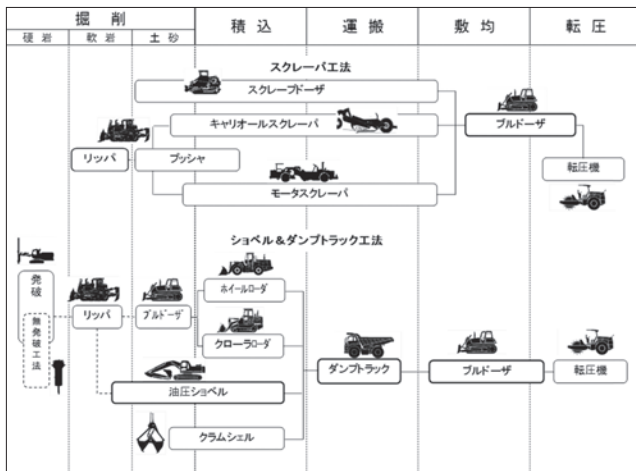 掘削
積込
運搬
敷均
転圧
硬岩
軟岩
土砂
スクレーパ工法
スクレープドーザ
キャリオールスクレーパ
ブルドーザ
リッパ
プッシャ
転圧機
モータスクレーパ
ショベル&ダンプトラック工法
発破
ホイールローダ
無発破工法
リッパ
ブルドーザ
クローラローダ
ダンプトラック
ブルドーザ
転圧機
油圧ショベル
クラムシェル